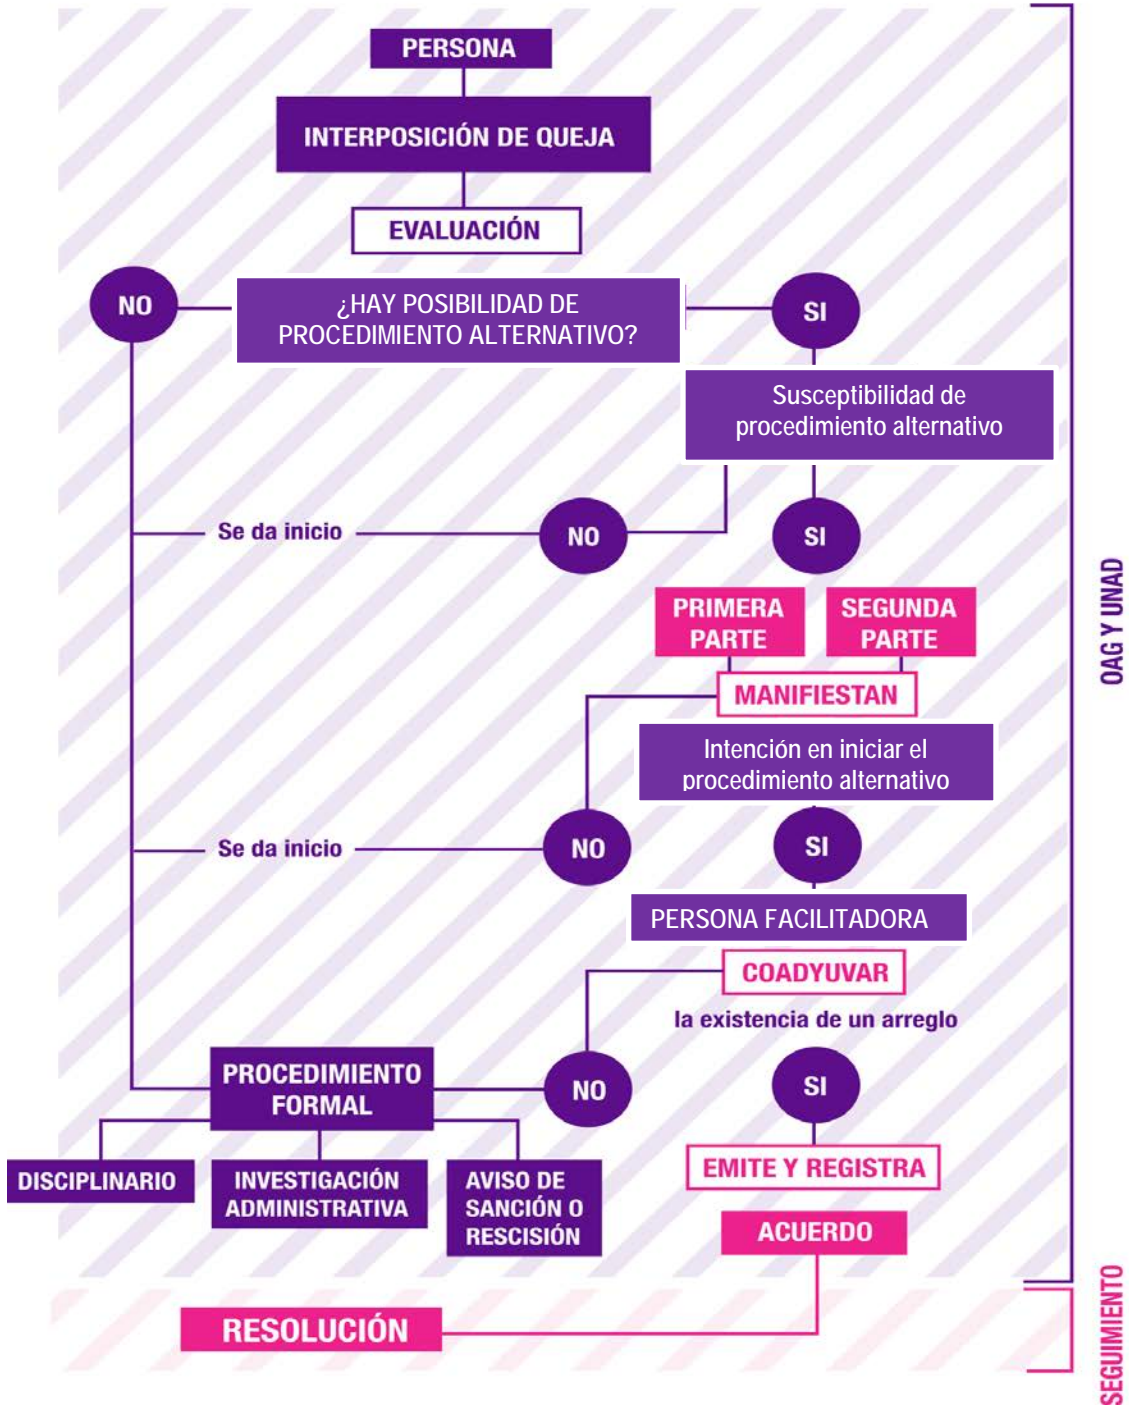 PERSONA
INTERPOSICIÓN DE QUEJA
EVALUACIÓN
NO
¿HAY POSIBILIDAD DE
PROCEDIMIENTO ALTERNATIVO?
SI
Susceptibilidad de
procedimiento alternativo
Se da inicio
NO
SI
PRIMERA
PARTE
SEGUNDA
PARTE
MANIFIESTAN
Intención en iniciar el
procedimiento alternativo
Se da inicio
NO
SI
PERSONA FACILITADORA
COADYUVAR
la existencia de un arreglo
PROCEDIMIENTO
FORMAL
NO
SI
DISCIPLINARIO
INVESTIGACIÓN
ADMINISTRATIVA
AVISO DE
SANCIÓN O
RESCISIÓN
EMITE Y REGISTRA
ACUERDO
RESOLUCIÓN
OAG Y UNAD
SEGUIMIENTO